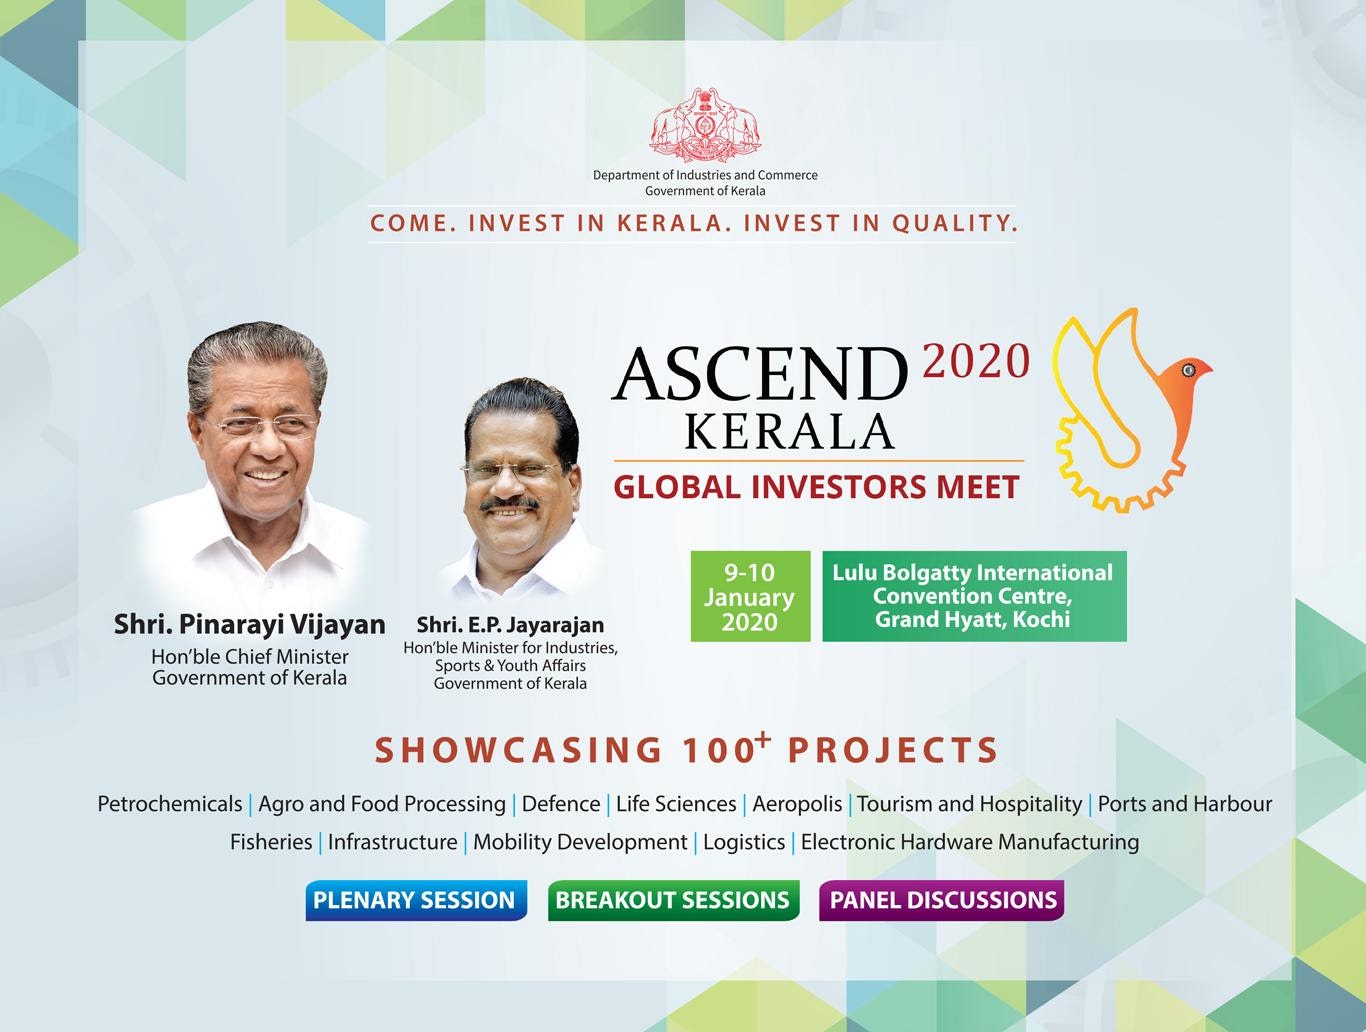 Department of Industries and Commerce
Government of Kerala
COME. INVEST IN KERALA. INVEST IN QUALITY.
ASCEND 2020
KERALA
GLOBAL INVESTORS MEET
9-10
January
2020
Lulu Bolgatty International
Convention Centre,
Grand Hyatt, Kochi
Shri. Pinarayi Vijayan
Hon'ble Chief Minister
Government of Kerala
Shri. E.P. Jayarajan
Hon'ble Minister for Industries,
Sports & Youth Affairs
Government of Kerala
SHOWCASING 100+ PROJECTS
Petrochemicals | Agro and Food Processing | Defence | Life Sciences | Aeropolis | Tourism and Hospitality | Ports and Harbour
Fisheries | Infrastructure | Mobility Development | Logistics | Electronic Hardware Manufacturing
PLENARY SESSION
BREAKOUT SESSIONS
PANEL DISCUSSIONS